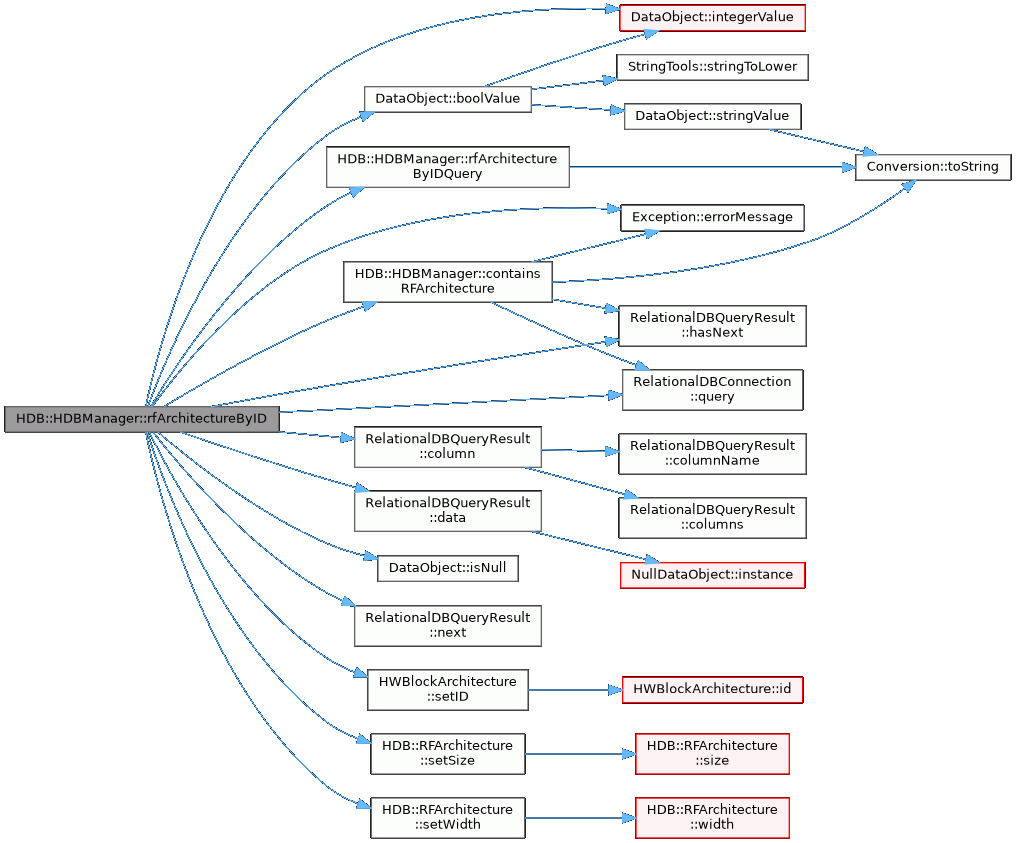 DataObject::integerValue
StringTools::stringToLower
DataObject::boolValue
DataObject::stringValue
HDB::HDBManager::rfArchitecture
ByIDQuery
Conversion::toString
Exception::errorMessage
HDB::HDBManager::contains
RFArchitecture
RelationalDBQueryResult
::hasNext
RelationalDBConnection
::query
HDB::HDBManager::rfArchitectureByID
RelationalDBQueryResult
::column
RelationalDBQueryResult
::columnName
RelationalDBQueryResult
::data
RelationalDBQueryResult
::columns
DataObject::isNull
NullDataObject::instance
RelationalDBQueryResult
::next
HWBlockArchitecture
::setID
HWBlockArchitecture::id
HDB::RFArchitecture
::setSize
HDB::RFArchitecture
::size
HDB::RFArchitecture
::setWidth
HDB::RFArchitecture
::width